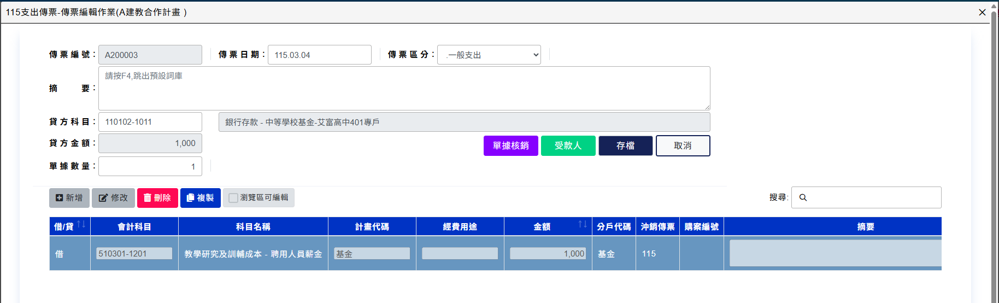 115支出傳票-傳票編輯作業(A建教合作計畫 )
傳票編號： A200003 傳票日期： 115.03.04 傳票區分： .一般支出
摘 要： 請按F4,跳出預設詞庫
貸方科目： 110102-1011 銀行存款 - 中等學校基金-艾富高中401專戶
貸方金額： 1,000 單據核銷 受款人 存檔 取消
單據數量： 1
新增 修改 刪除 複製 瀏覽區可編輯 搜尋:
借/貸 會計科目 科目名稱 計畫代碼 經費用途 金額 分戶代碼 沖銷傳票 購案編號 摘要
借 510301-1201 教學研究及訓輔成本 - 聘用人員薪金 基金 1,000 基金 115